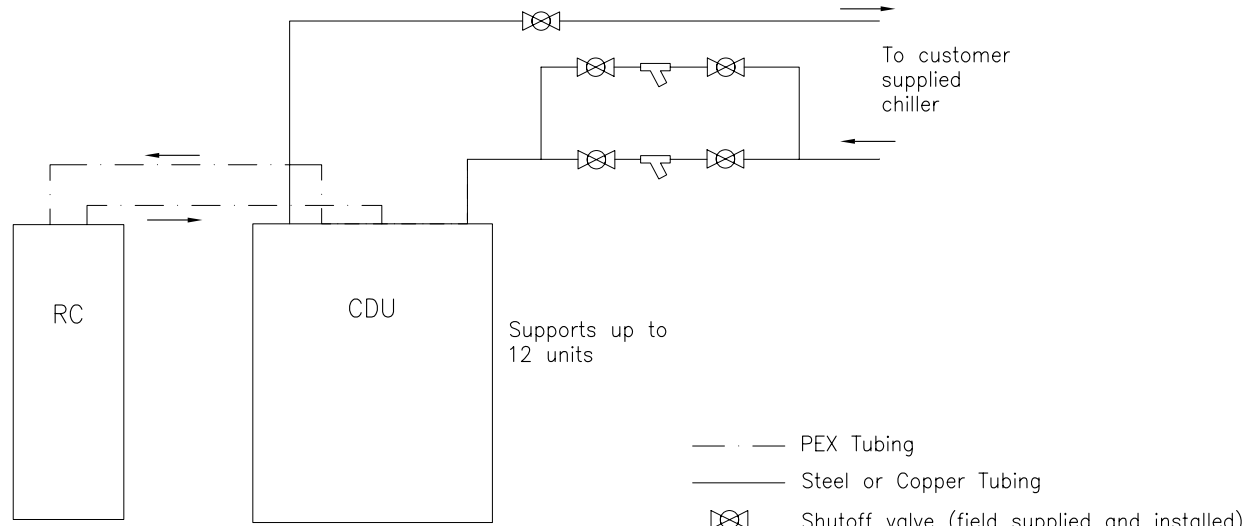 To customer
supplied
chiller
RC
CDU
Supports up to
12 units
PEX Tubing
Steel or Copper Tubing
Shutoff valve (field supplied and installed)